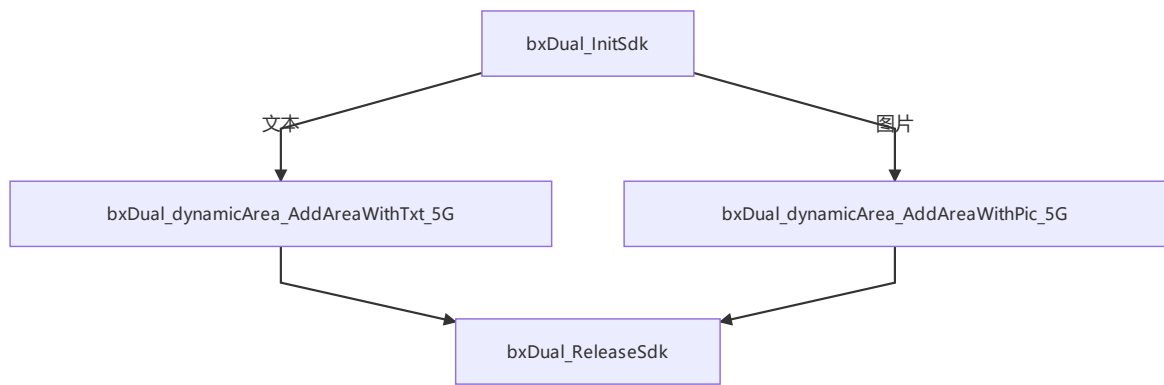 bxDual_InitSdk
文本
图片
bxDual_dynamicArea_AddAreaWithTxt_5G
bxDual_dynamicArea_AddAreaWithPic_5G
bxDual_ReleaseSdk